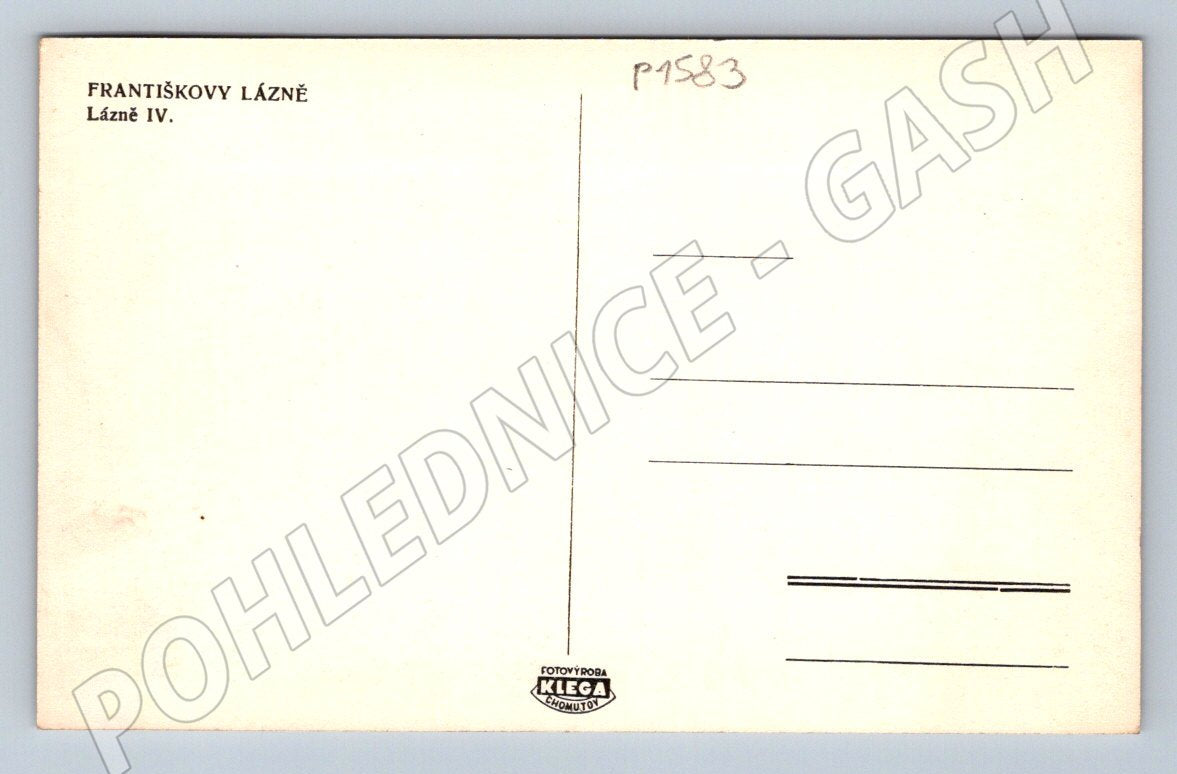 FRANTIŠKOVY LÁZNĚ
Lázně IV.
P1583
POHLEDNICE - GASH
FOTOVÝROBA
KLEGA
CHOMUTOV